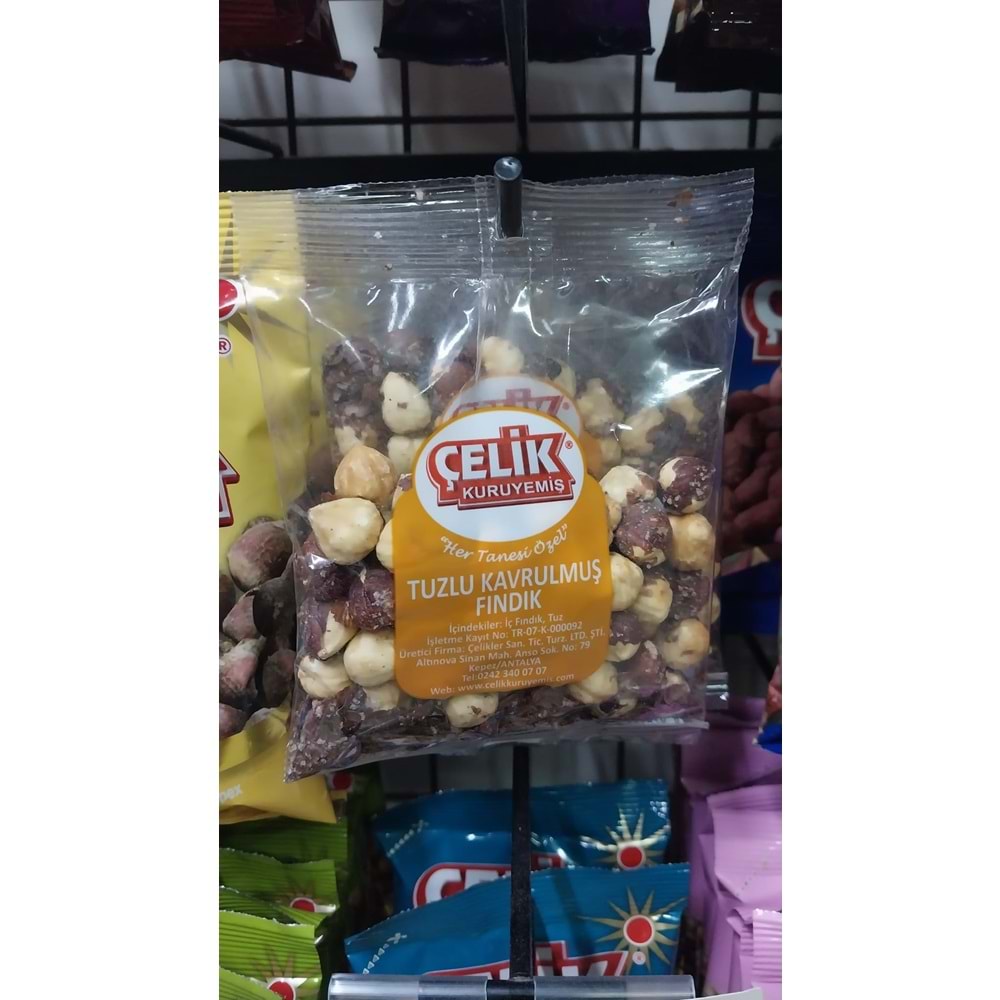 ÇELİK®
KURUYEMİŞ
"Her Tanesi Özel"
TUZLU KAVRULMUŞ
FINDIK
İçindekiler: İç Fındık, Tuz
İşletme Kayıt No: TR-07-K-000092
Üretici Firma: Çelikler San. Tic. Turz. LTD. ŞTİ.
Altınova Sinan Mah. Anso Sok. No: 79
Kepez/ANTALYA
Tel:0242 340 07 07
Web: www.celikkuruyemis.com